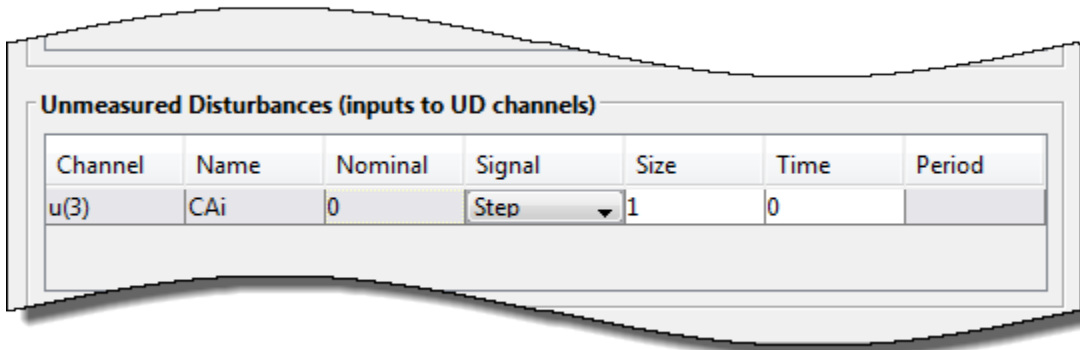 Unmeasured Disturbances (inputs to UD channels)
Channel Name Nominal Signal Size Time Period
u(3) CAi 0 Step 1 0